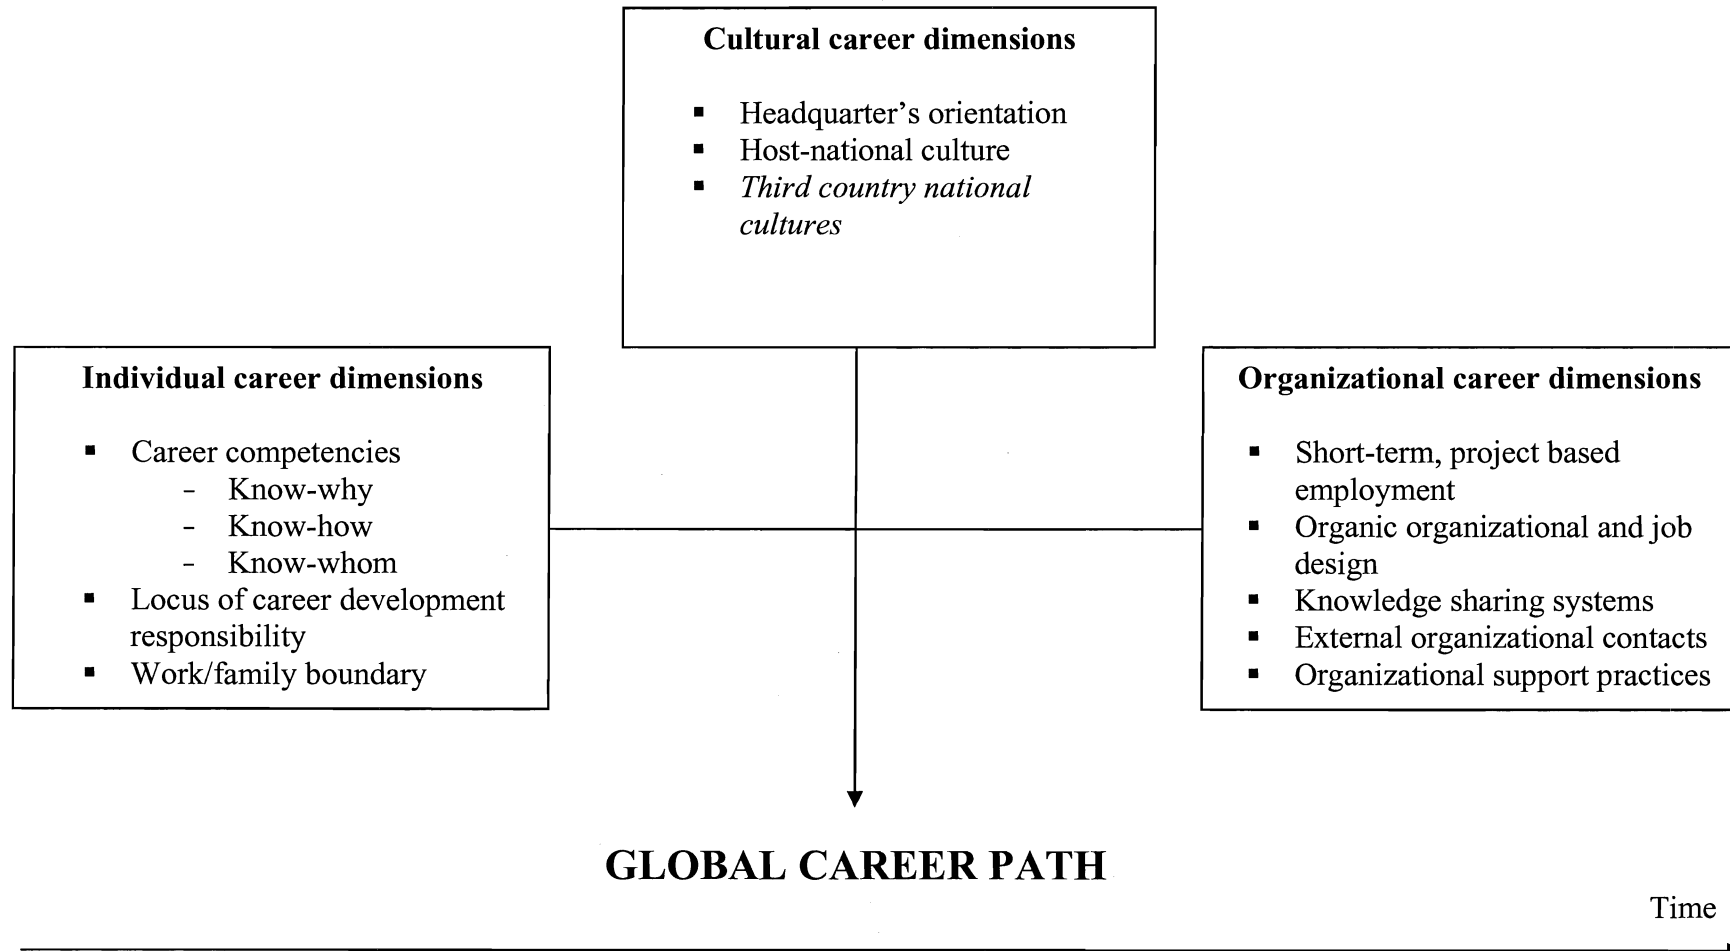 Cultural career dimensions
▪ Headquarter’s orientation
▪ Host-national culture
▪ Third country national
cultures
Individual career dimensions
▪ Career competencies
- Know-why
- Know-how
- Know-whom
▪ Locus of career development
responsibility
▪ Work/family boundary
Organizational career dimensions
▪ Short-term, project based
employment
▪ Organic organizational and job
design
▪ Knowledge sharing systems
▪ External organizational contacts
▪ Organizational support practices
GLOBAL CAREER PATH
Time